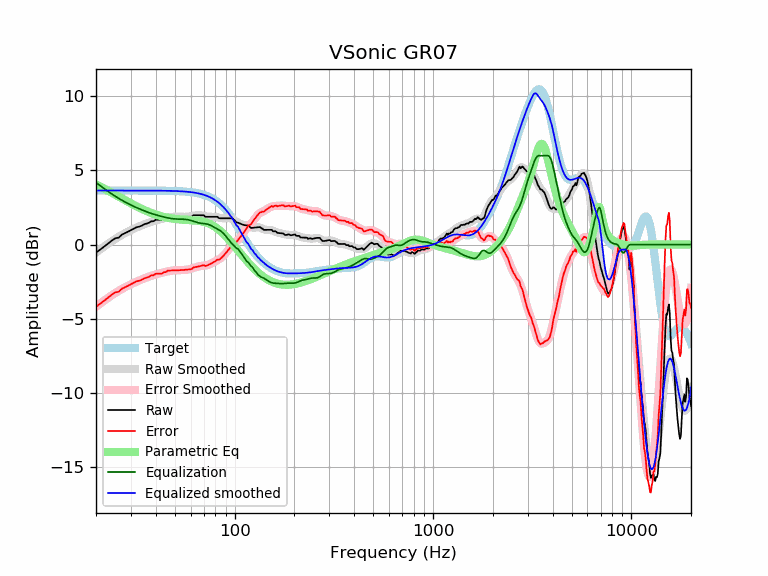 VSonic GR07
Amplitude (dBr)
10
5
0
−5
−10
−15
Target
Raw Smoothed
Error Smoothed
Raw
Error
Parametric Eq
Equalization
Equalized smoothed
100
1000
10000
Frequency (Hz)